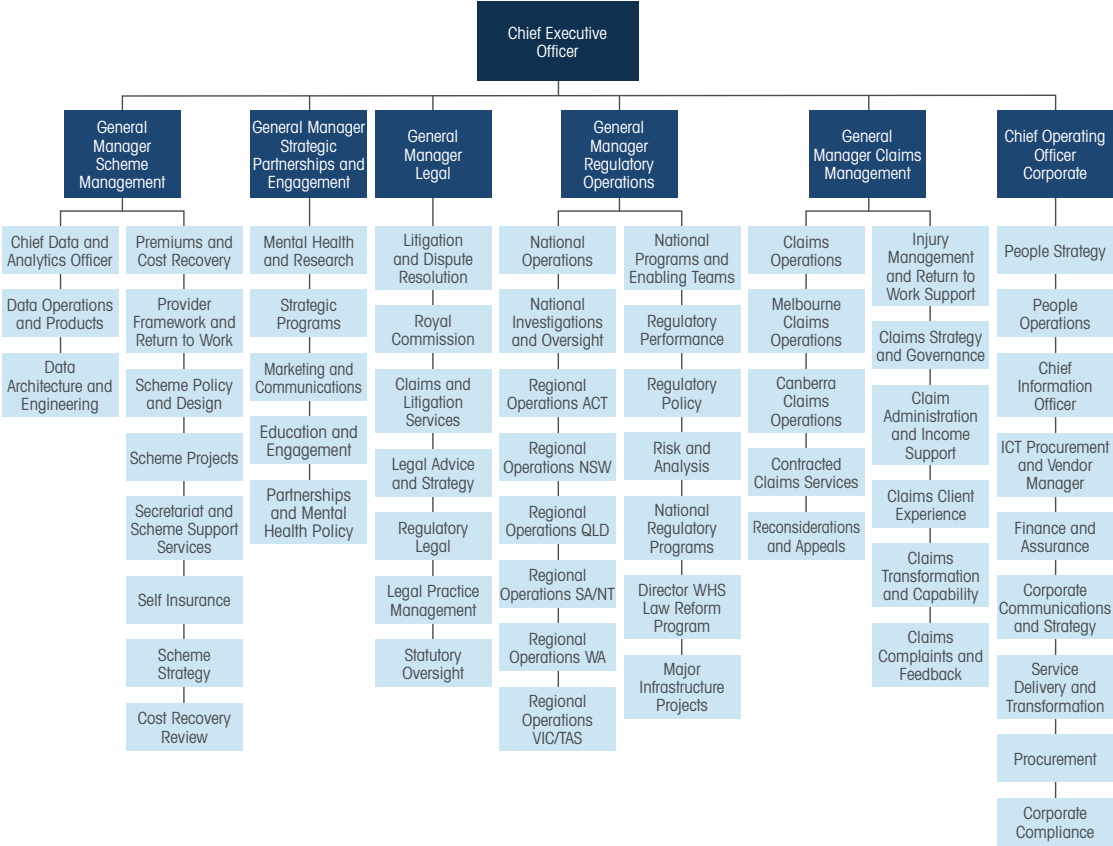 Chief Executive
Officer
General
Manager
Scheme
Management
General Manager
Strategic
Partnerships and
Engagement
General
Manager
Legal
General
Manager
Regulatory
Operations
General
Manager Claims
Management
Chief Operating
Officer
Corporate
Chief Data and
Analytics Officer
Data Operations
and Products
Data
Architecture and
Engineering
Premiums and
Cost Recovery
Provider
Framework and
Return to Work
Scheme Policy
and Design
Scheme Projects
Secretariat and
Scheme Support
Services
Self Insurance
Scheme
Strategy
Cost Recovery
Review
Mental Health
and Research
Strategic
Programs
Marketing and
Communications
Education and
Engagement
Partnerships
and Mental
Health Policy
Litigation
and Dispute
Resolution
Royal
Commission
Claims and
Litigation
Services
Legal Advice
and Strategy
Regulatory
Legal
Legal Practice
Management
Statutory
Oversight
National
Operations
National
Investigations
and Oversight
Regional
Operations ACT
Regional
Operations NSW
Regional
Operations QLD
Regional
Operations SA/NT
Regional
Operations WA
Regional
Operations
VIC/TAS
National
Programs and
Enabling Teams
Regulatory
Performance
Regulatory
Policy
Risk and
Analysis
National
Regulatory
Programs
Director WHS
Law Reform
Program
Major
Infrastructure
Projects
Claims
Operations
Melbourne
Claims
Operations
Canberra
Claims
Operations
Contracted
Claims Services
Reconsiderations
and Appeals
Injury
Management
and Return to
Work Support
Claims Strategy
and Governance
Claim
Administration
and Income
Support
Claims Client
Experience
Claims
Transformation
and Capability
Claims
Complaints and
Feedback
People Strategy
People
Operations
Chief
Information
Officer
ICT Procurement
and Vendor
Manager
Finance and
Assurance
Corporate
Communications
and Strategy
Service
Delivery and
Transformation
Procurement
Corporate
Compliance